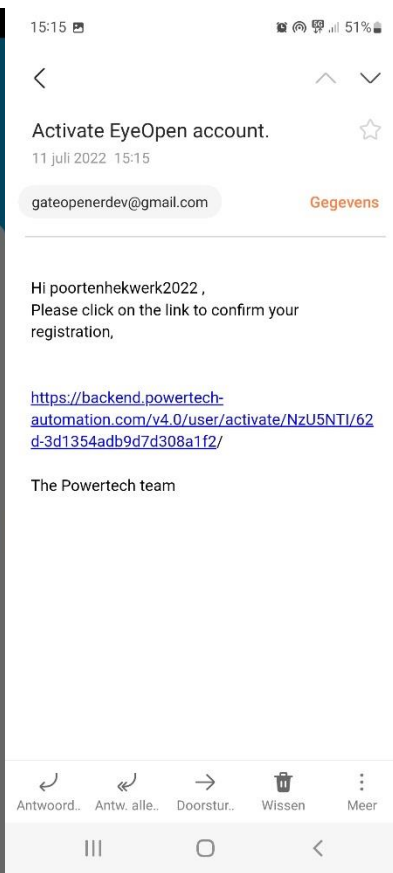 15:15 5G 51%
Activate EyeOpen account.
11 juli 2022 15:15
gateopenerdev@gmail.com Gegevens
Hi poortenhekwerk2022 ,
Please click on the link to confirm your
registration,
https://backend.powertech-
automation.com/v4.0/user/activate/NzU5NTI/62
d-3d1354adb9d7d308a1f2/
The Powertech team
Antwoord.. Antw. alle.. Doorstur.. Wissen Meer